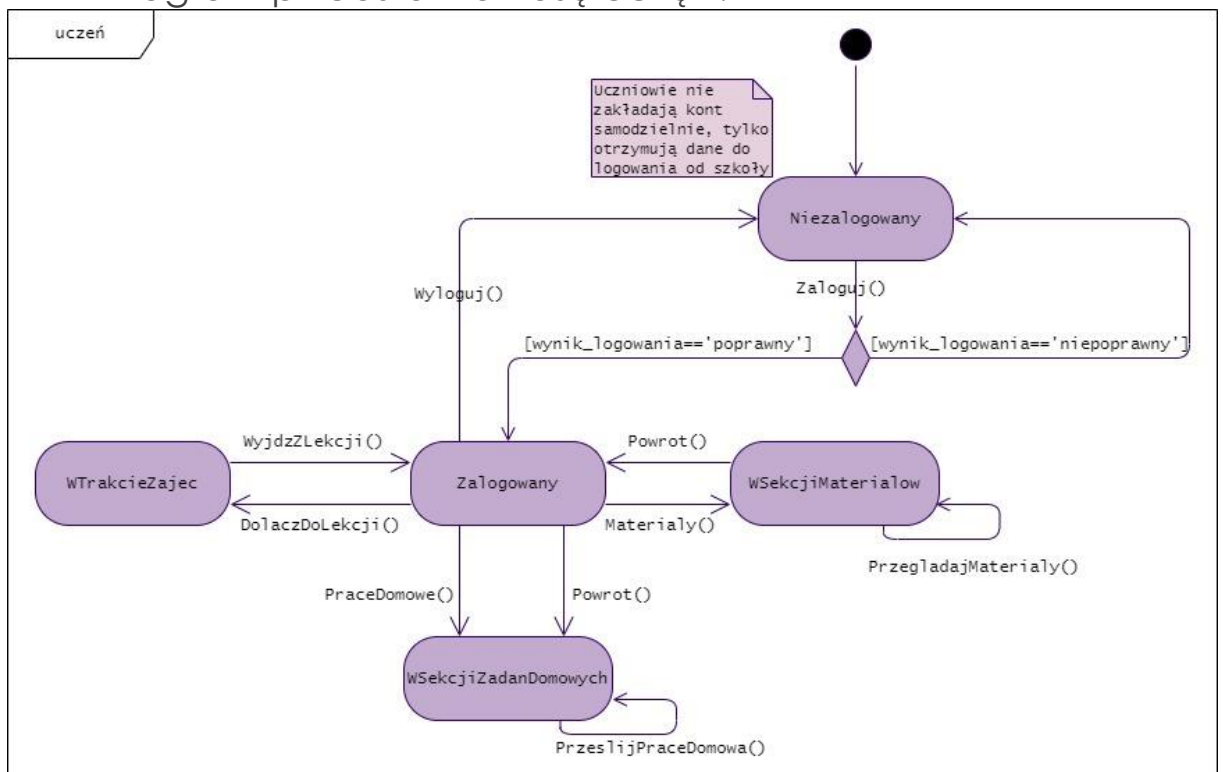 uczeń
Uczniowie nie
zakładają kont
samodzielnie, tylko
otrzymują dane do
logowania od szkoły
Niezalogowany
Wyloguj()
Zaloguj()
[wynik_logowania=='poprawny']
[wynik_logowania=='niepoprawny']
WyjdzZLekcji()
Powrot()
WTrakcieZajec
Zalogowany
WSekcjiMaterialow
DolaczDoLekcji()
Materialy()
PrzegladajMaterialy()
PraceDomowe()
Powrot()
WSekcjiZadanDomowych
PrzeslijPraceDomowa()